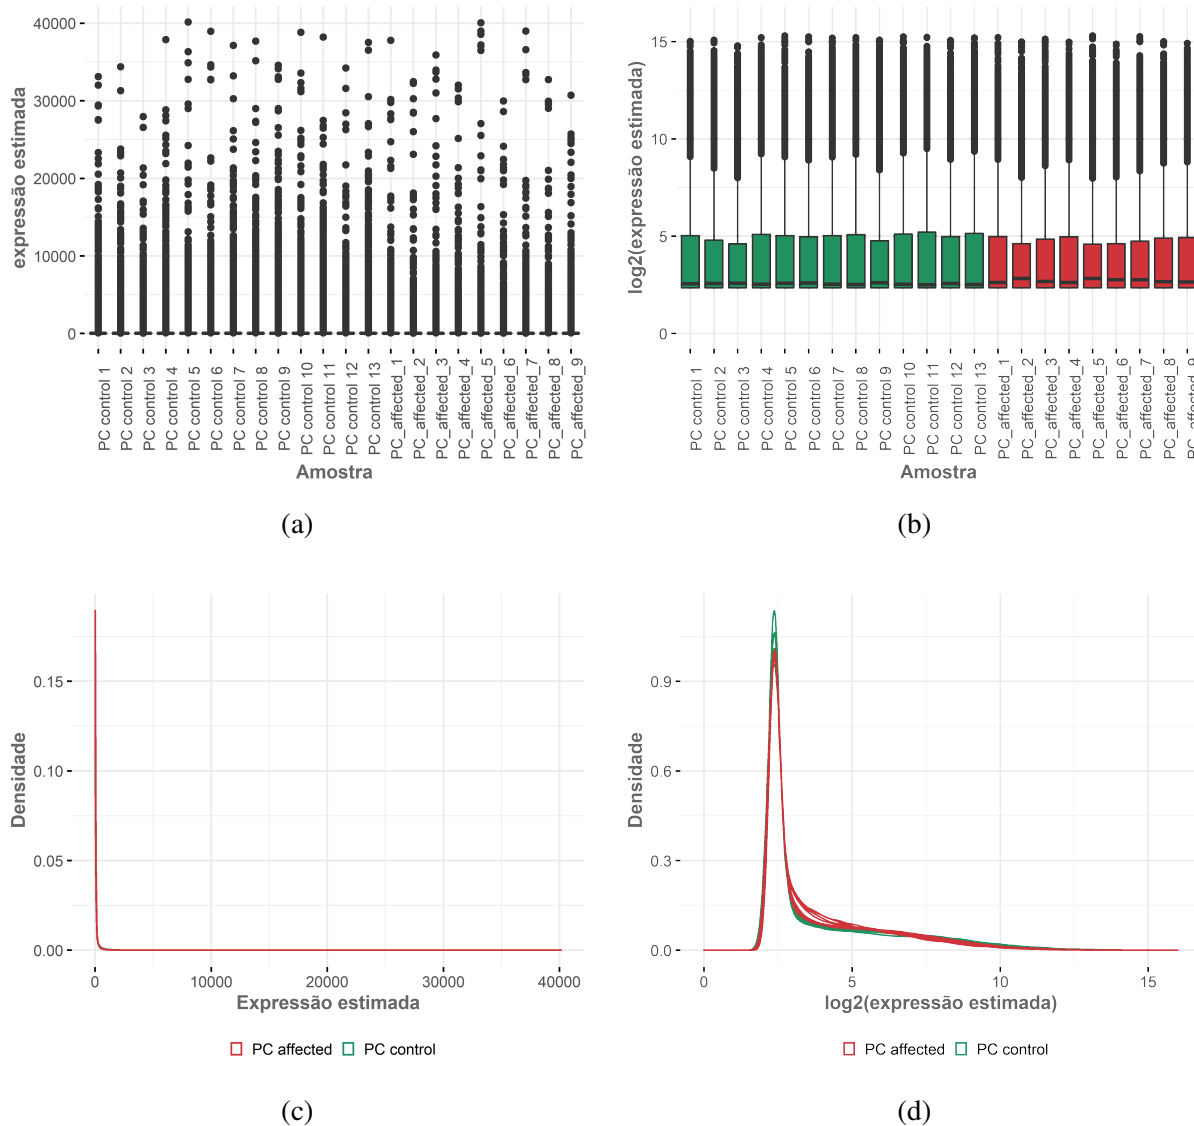 expressão estimada
40000
30000
20000
10000
0
PC control 1
PC control 2
PC control 3
PC control 4
PC control 5
PC control 6
PC control 7
PC control 8
PC control 9
PC control 10
PC control 11
PC control 12
PC control 13
PC_affected_1
PC_affected_2
PC_affected_3
PC_affected_4
PC_affected_5
PC_affected_6
PC_affected_7
PC_affected_8
PC_affected_9
Amostra
(a)
log2(expressão estimada)
15
10
5
0
PC control 1
PC control 2
PC control 3
PC control 4
PC control 5
PC control 6
PC control 7
PC control 8
PC control 9
PC control 10
PC control 11
PC control 12
PC control 13
PC_affected_1
PC_affected_2
PC_affected_3
PC_affected_4
PC_affected_5
PC_affected_6
PC_affected_7
PC_affected_8
PC_affected_9
Amostra
(b)
Densidade
0.15
0.10
0.05
0.00
0 10000 20000 30000 40000
Expressão estimada
PC affected PC control
(c)
Densidade
0.9
0.6
0.3
0.0
0 5 10 15
log2(expressão estimada)
PC affected PC control
(d)